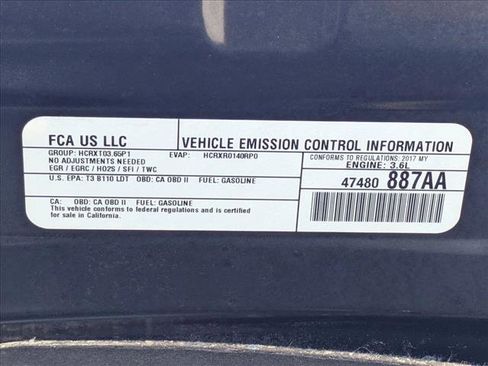 FCA US LLC
VEHICLE EMISSION CONTROL INFORMATION
GROUP: HCRXT03.65P1 EVAP: HCRXR0140RP0
CONFORMS TO REGULATIONS: 2017 MY
NO ADJUSTMENTS NEEDED
ENGINE: 3.6L
EGR / EGRC / HO2S / SFI / TWC
U.S. EPA: T3 B110 LDT OBD: CA OBD II FUEL: GASOLINE
47480 887AA
CA: OBD: CA OBD II FUEL: GASOLINE
This vehicle conforms to federal regulations and is certified
for sale in California.